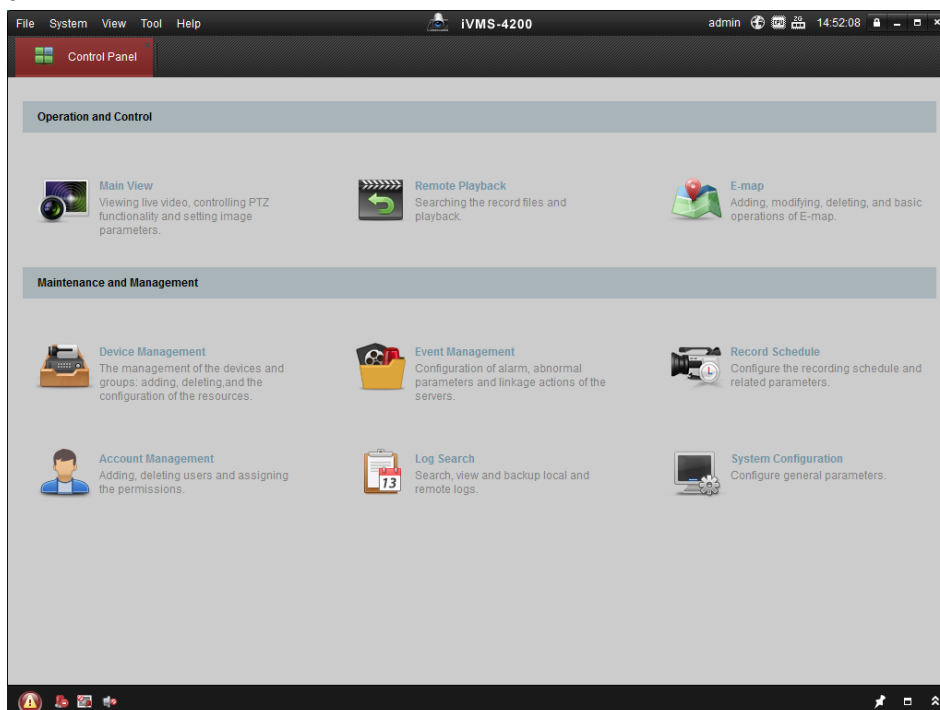 File System View Tool Help iVMS-4200 admin CPU 2G 14:52:08
Control Panel
Operation and Control
Main View
Viewing live video, controlling PTZ
functionality and setting image
parameters.
Remote Playback
Searching the record files and
playback.
E-map
Adding, modifying, deleting, and basic
operations of E-map.
Maintenance and Management
Device Management
The management of the devices and
groups: adding, deleting,and the
configuration of the resources.
Event Management
Configuration of alarm, abnormal
parameters and linkage actions of the
servers.
Record Schedule
Configure the recording schedule and
related parameters.
Account Management
Adding, deleting users and assigning
the permissions.
13
Log Search
Search, view and backup local and
remote logs.
System Configuration
Configure general parameters.